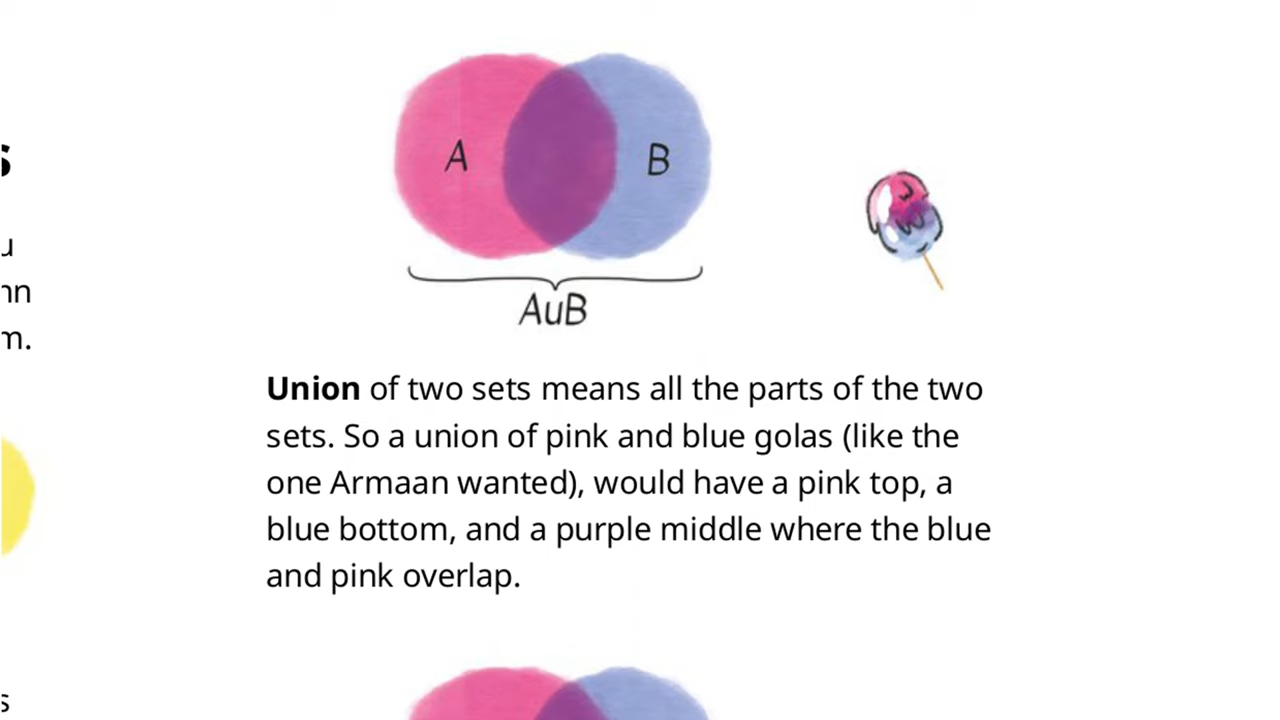 A
B
AuB
Union of two sets means all the parts of the two
sets. So a union of pink and blue golas (like the
one Armaan wanted), would have a pink top, a
blue bottom, and a purple middle where the blue
and pink overlap.